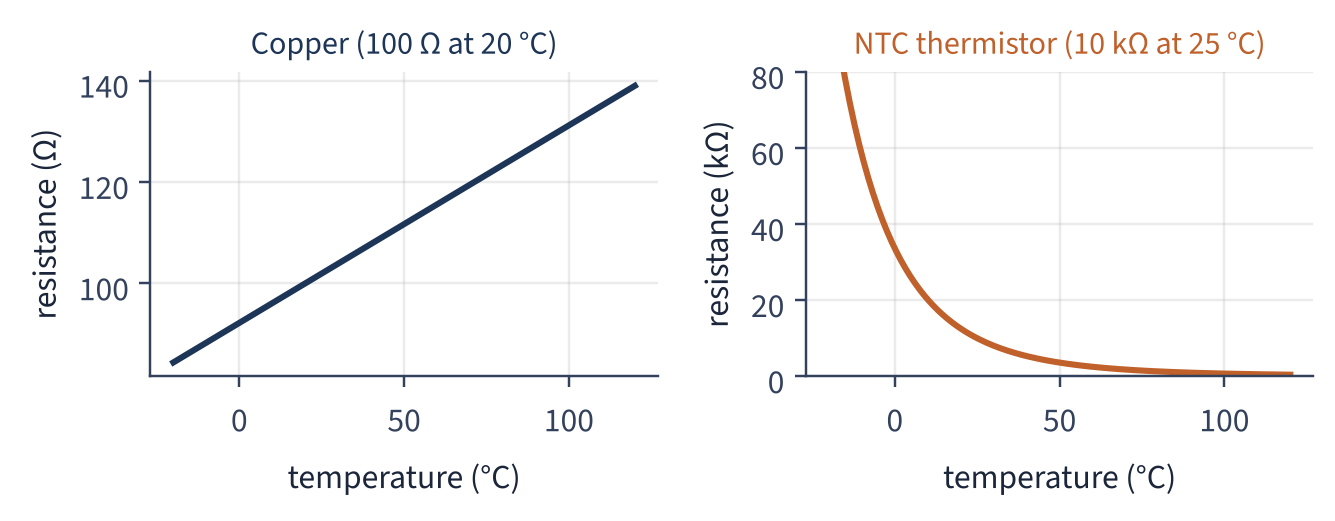 Copper (100 Ω at 20 °C)
140
120
100
resistance (Ω)
0 50 100
temperature (°C)
NTC thermistor (10 kΩ at 25 °C)
80
60
40
20
0
resistance (kΩ)
0 50 100
temperature (°C)